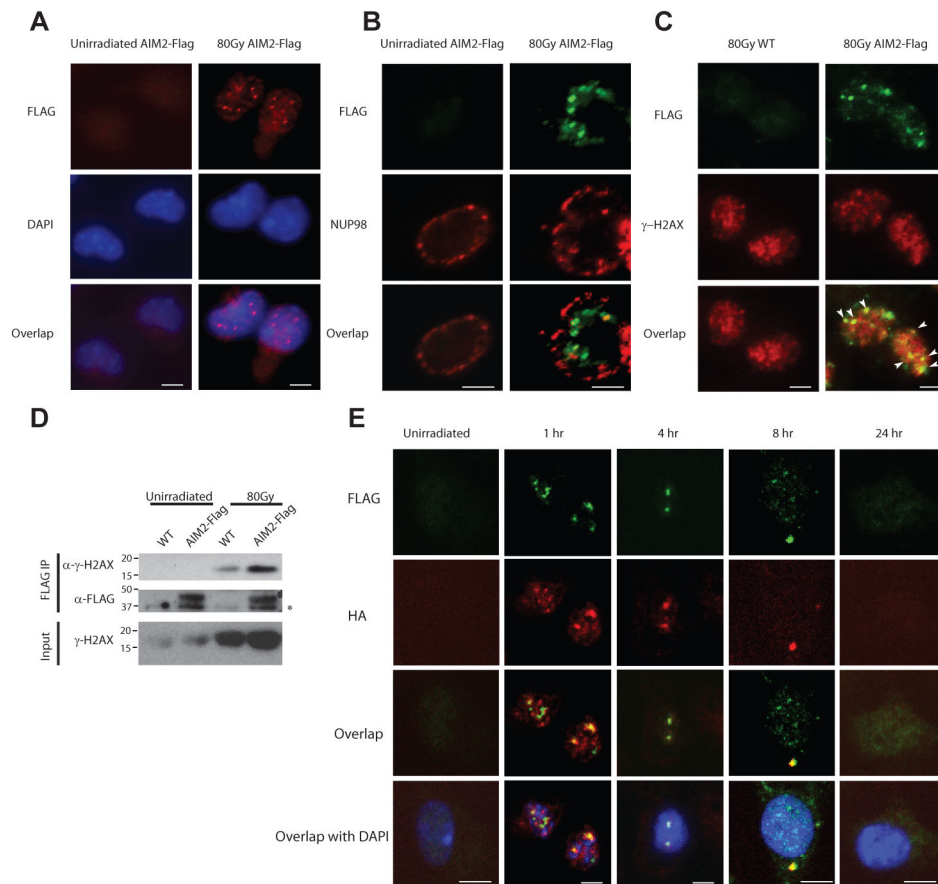 A
Unirradiated AIM2-Flag
80Gy AIM2-Flag
FLAG
DAPI
Overlap
B
Unirradiated AIM2-Flag
80Gy AIM2-Flag
FLAG
NUP98
Overlap
C
80Gy WT
80Gy AIM2-Flag
FLAG
γ-H2AX
Overlap
D
Unirradiated
80Gy
WT
AIM2-Flag
WT
AIM2-Flag
FLAG IP
α-γ-H2AX
20
15
α-FLAG
50
37
*
Input
γ-H2AX
20
15
E
Unirradiated
1 hr
4 hr
8 hr
24 hr
FLAG
HA
Overlap
Overlap with DAPI